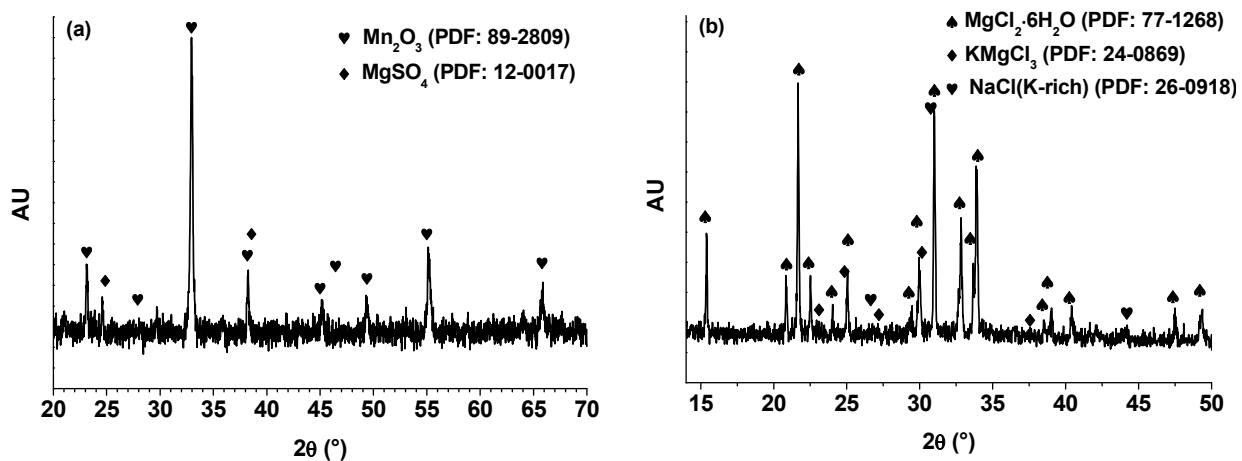 (a)
♥ Mn₂O₃ (PDF: 89-2809)
♦ MgSO₄ (PDF: 12-0017)
AU
20 25 30 35 40 45 50 55 60 65 70
2θ (°)
(b)
♠ MgCl₂·6H₂O (PDF: 77-1268)
♦ KMgCl₃ (PDF: 24-0869)
♥ NaCl(K-rich) (PDF: 26-0918)
AU
15 20 25 30 35 40 45 50
2θ (°)